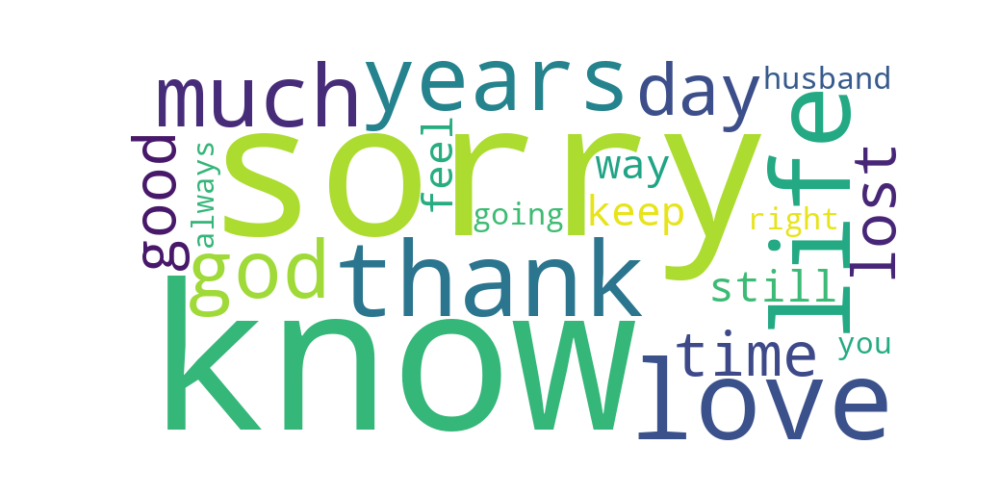 much
years
day
husband
good
always
sorry
feel
way
life
lost
going
keep
right
god
thank
still
know
time
you
love